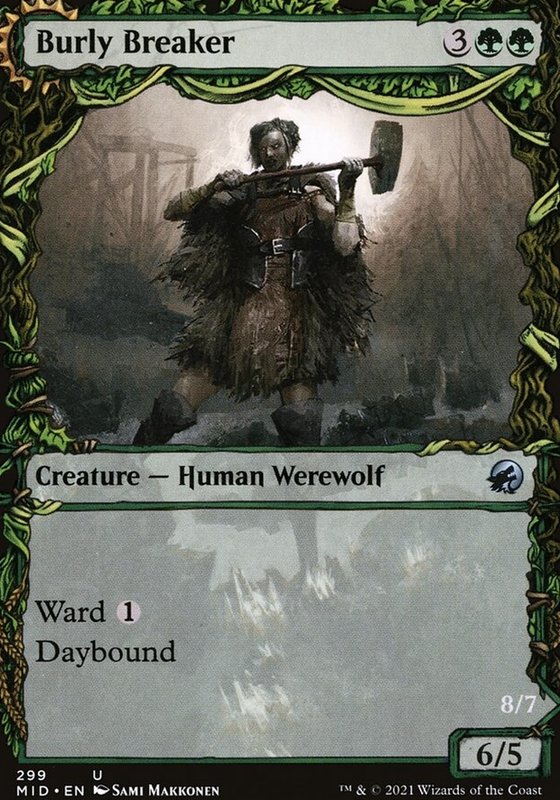 Burly Breaker 3
Creature — Human Werewolf
Ward 1
Daybound
8/7
6/5
299 U
MID • EN Sami Makkonen ™ & © 2021 Wizards of the Coast